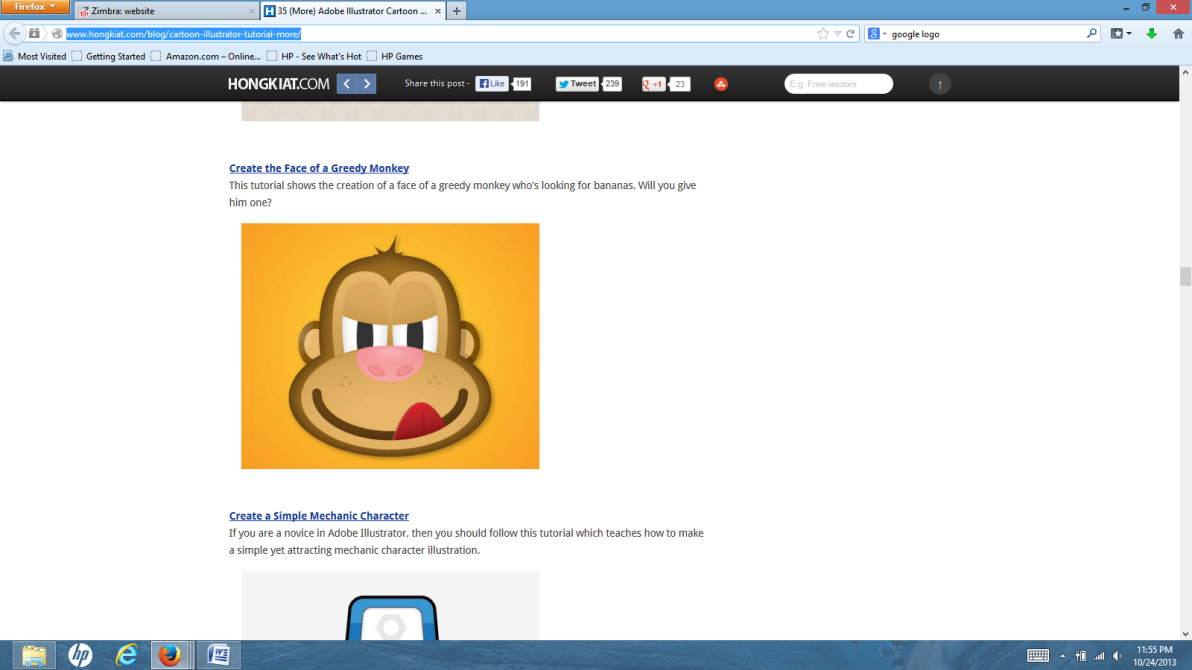 Firefox
Zimbra: website
35 (More) Adobe Illustrator Cartoon ...
www.hongkiat.com/blog/cartoon-illustrator-tutorial-more/
google logo
Most Visited Getting Started Amazon.com – Online... HP - See What's Hot HP Games
HONGKIAT.COM
Share this post -
Like 191
Tweet 239
+1 23
E.g. Free vectors
Create the Face of a Greedy Monkey
This tutorial shows the creation of a face of a greedy monkey who's looking for bananas. Will you give
him one?
Create a Simple Mechanic Character
If you are a novice in Adobe Illustrator, then you should follow this tutorial which teaches how to make
a simple yet attracting mechanic character illustration.
11:55 PM
10/24/2013